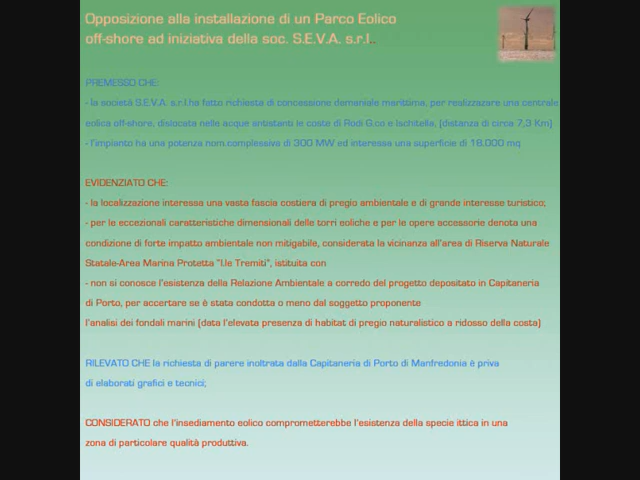 Opposizione alla installazione di un Parco Eolico
off-shore ad iniziativa della soc. S.E.V.A. s.r.l..
PREMESSO CHE:
- la società S.E.V.A. s.r.l.ha fatto richiesta di concessione demaniale marittima, per realizzazare una centrale
eolica off-shore, dislocata nelle acque antistanti le coste di Rodi G.co e Ischitella, (distanza di circa 7,3 Km)
- l'impianto ha una potenza nom.complessiva di 300 MW ed interessa una superficie di 18.000 mq
EVIDENZIATO CHE:
- la localizzazione interessa una vasta fascia costiera di pregio ambientale e di grande interesse turistico;
- per le eccezionali caratteristiche dimensionali delle torri eoliche e per le opere accessorie denota una
condizione di forte impatto ambientale non mitigabile, considerata la vicinanza all'area di Riserva Naturale
Statale-Area Marina Protetta "I.le Tremiti", istituita con
- non si conosce l'esistenza della Relazione Ambientale a corredo del progetto depositato in Capitaneria
di Porto, per accertare se è stata condotta o meno dal soggetto proponente
l'analisi dei fondali marini (data l'elevata presenza di habitat di pregio naturalistico a ridosso della costa)
RILEVATO CHE la richiesta di parere inoltrata dalla Capitaneria di Porto di Manfredonia è priva
di elaborati grafici e tecnici;
CONSIDERATO che l'insediamento eolico comprometterebbe l'esistenza della specie ittica in una
zona di particolare qualità produttiva.